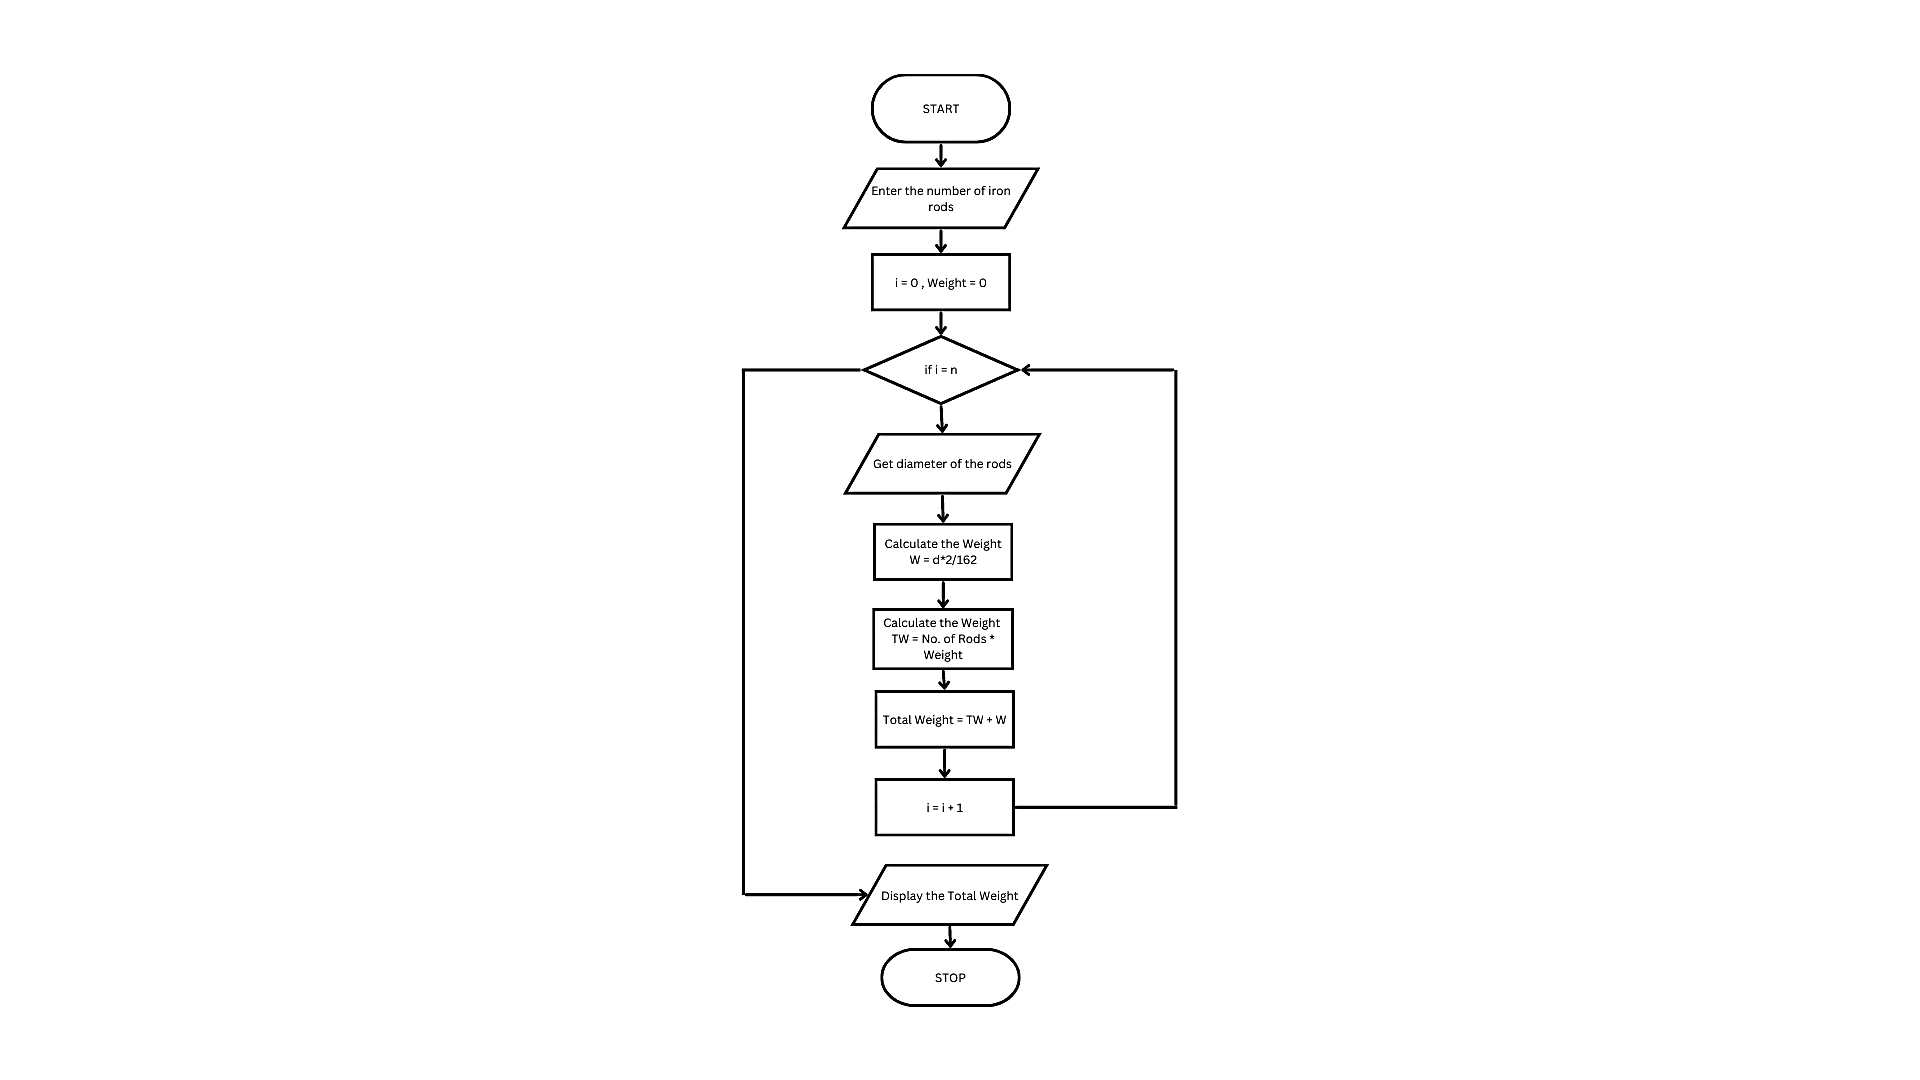 START
Enter the number of iron
rods
i = 0 , Weight = 0
if i = n
Get diameter of the rods
Calculate the Weight
W = d*2/162
Calculate the Weight
TW = No. of Rods *
Weight
Total Weight = TW + W
i = i + 1
Display the Total Weight
STOP